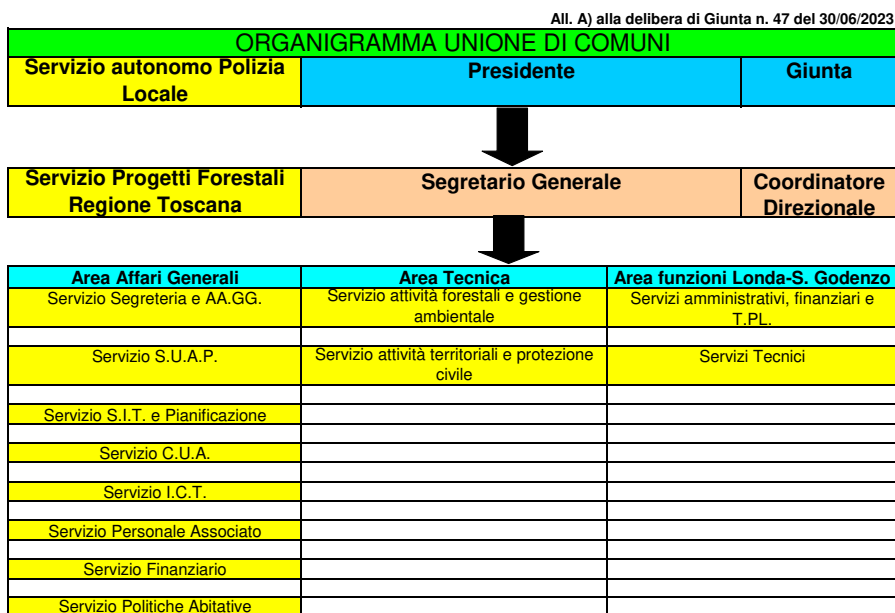 All. A) alla delibera di Giunta n. 47 del 30/06/2023
ORGANIGRAMMA UNIONE DI COMUNI
Servizio autonomo Polizia
Locale
Presidente
Giunta
Servizio Progetti Forestali
Regione Toscana
Segretario Generale
Coordinatore
Direzionale
Area Affari Generali
Area Tecnica
Area funzioni Londa-S. Godenzo
Servizio Segreteria e AA.GG.
Servizio attività forestali e gestione
ambientale
Servizi amministrativi, finanziari e
T.PL.
Servizio S.U.A.P.
Servizio attività territoriali e protezione
civile
Servizi Tecnici
Servizio S.I.T. e Pianificazione
Servizio C.U.A.
Servizio I.C.T.
Servizio Personale Associato
Servizio Finanziario
Servizio Politiche Abitative